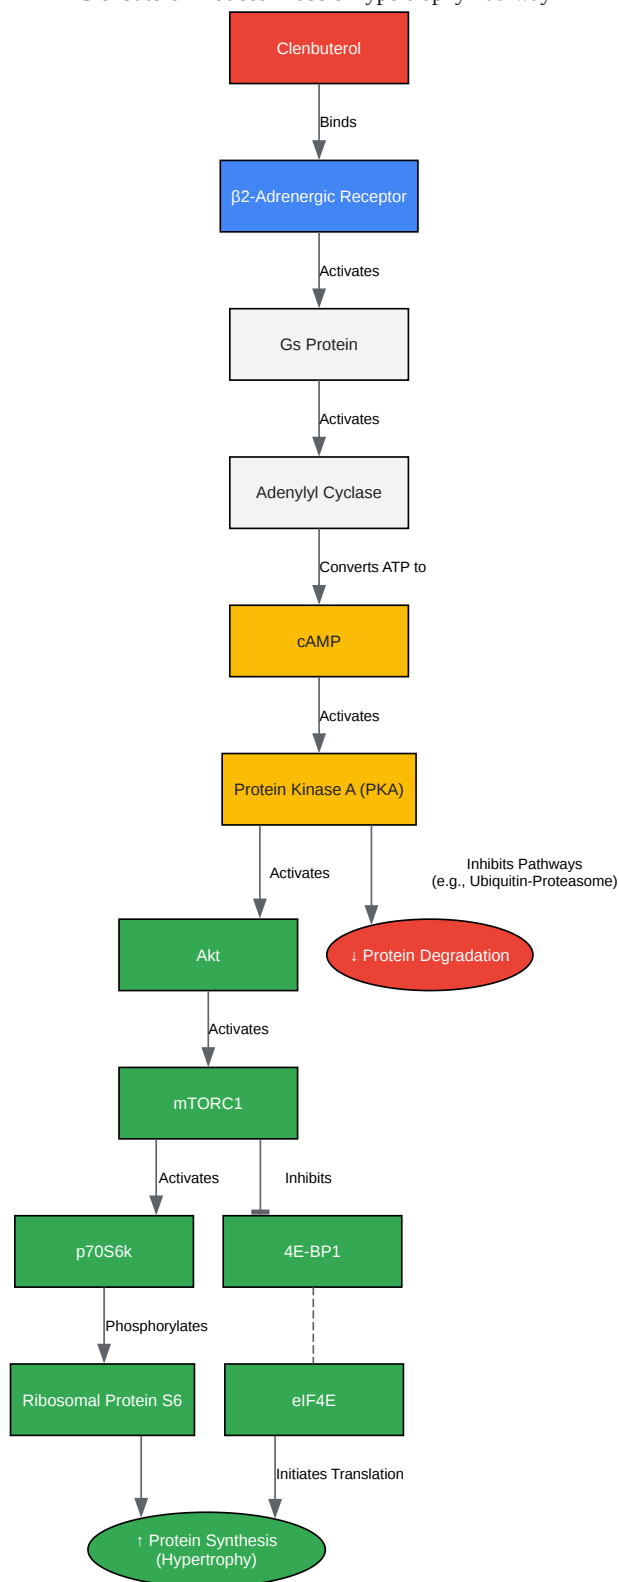 Clenbuterol
Binds
β2-Adrenergic Receptor
Activates
Gs Protein
Activates
Adenylyl Cyclase
Converts ATP to
cAMP
Activates
Protein Kinase A (PKA)
Activates
Inhibits Pathways
(e.g., Ubiquitin-Proteasome)
Akt
↓ Protein Degradation
Activates
mTORC1
Activates
Inhibits
p70S6k
4E-BP1
Phosphorylates
Ribosomal Protein S6
eIF4E
Initiates Translation
↑ Protein Synthesis
(Hypertrophy)